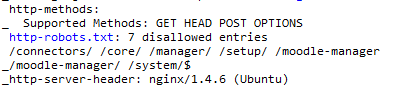 http-methods:
_  Supported Methods: GET HEAD POST OPTIONS
http-robots.txt: 7 disallowed entries
/connectors/ /core/ /manager/ /setup/ /moodle-manager
_/moodle-manager/ /system/$
_http-server-header: nginx/1.4.6 (Ubuntu)